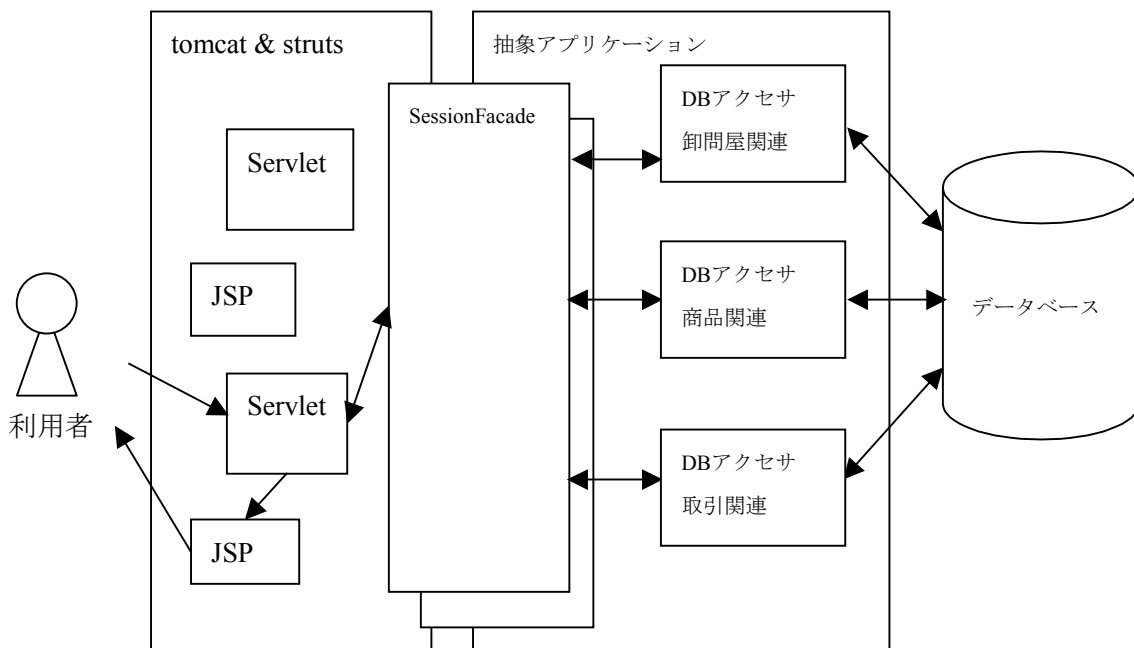 tomcat & struts
抽象アプリケーション
SessionFacade
Servlet
JSP
Servlet
JSP
利用者
DBアクセサ
卸問屋関連
DBアクセサ
商品関連
DBアクセサ
取引関連
データベース